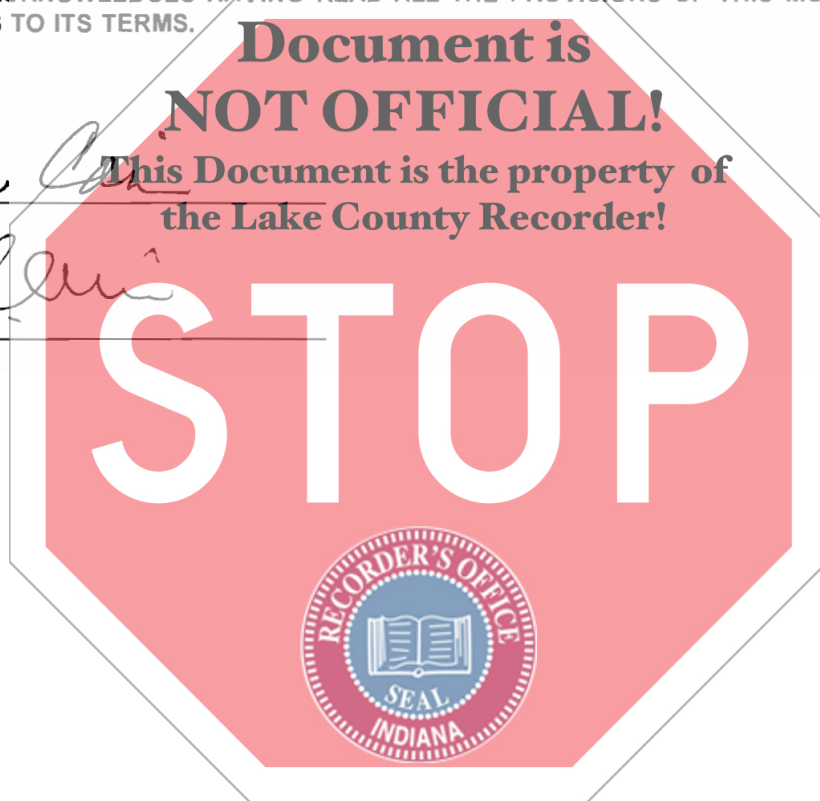 TO ITS TERMS.
Document is
NOT OFFICIAL!
This Document is the property of
the Lake County Recorder!
STOP
RECORDER'S OFFICE
SEAL
INDIANA